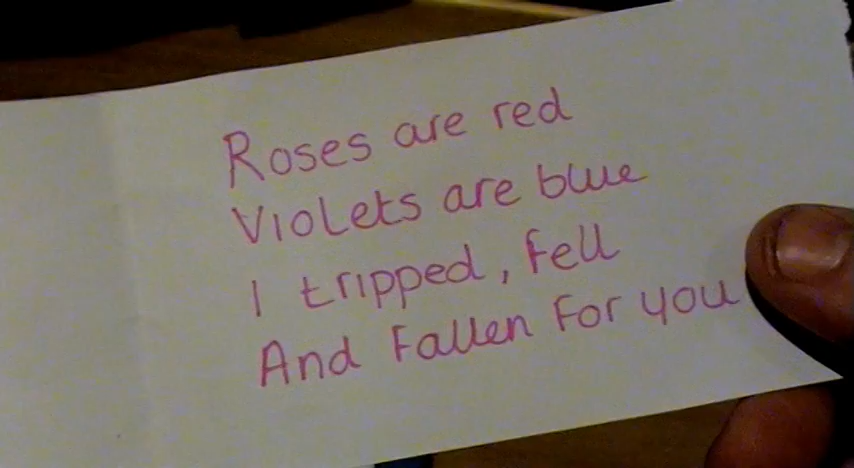 Roses are red
Violets are blue
I tripped, fell
And fallen for you